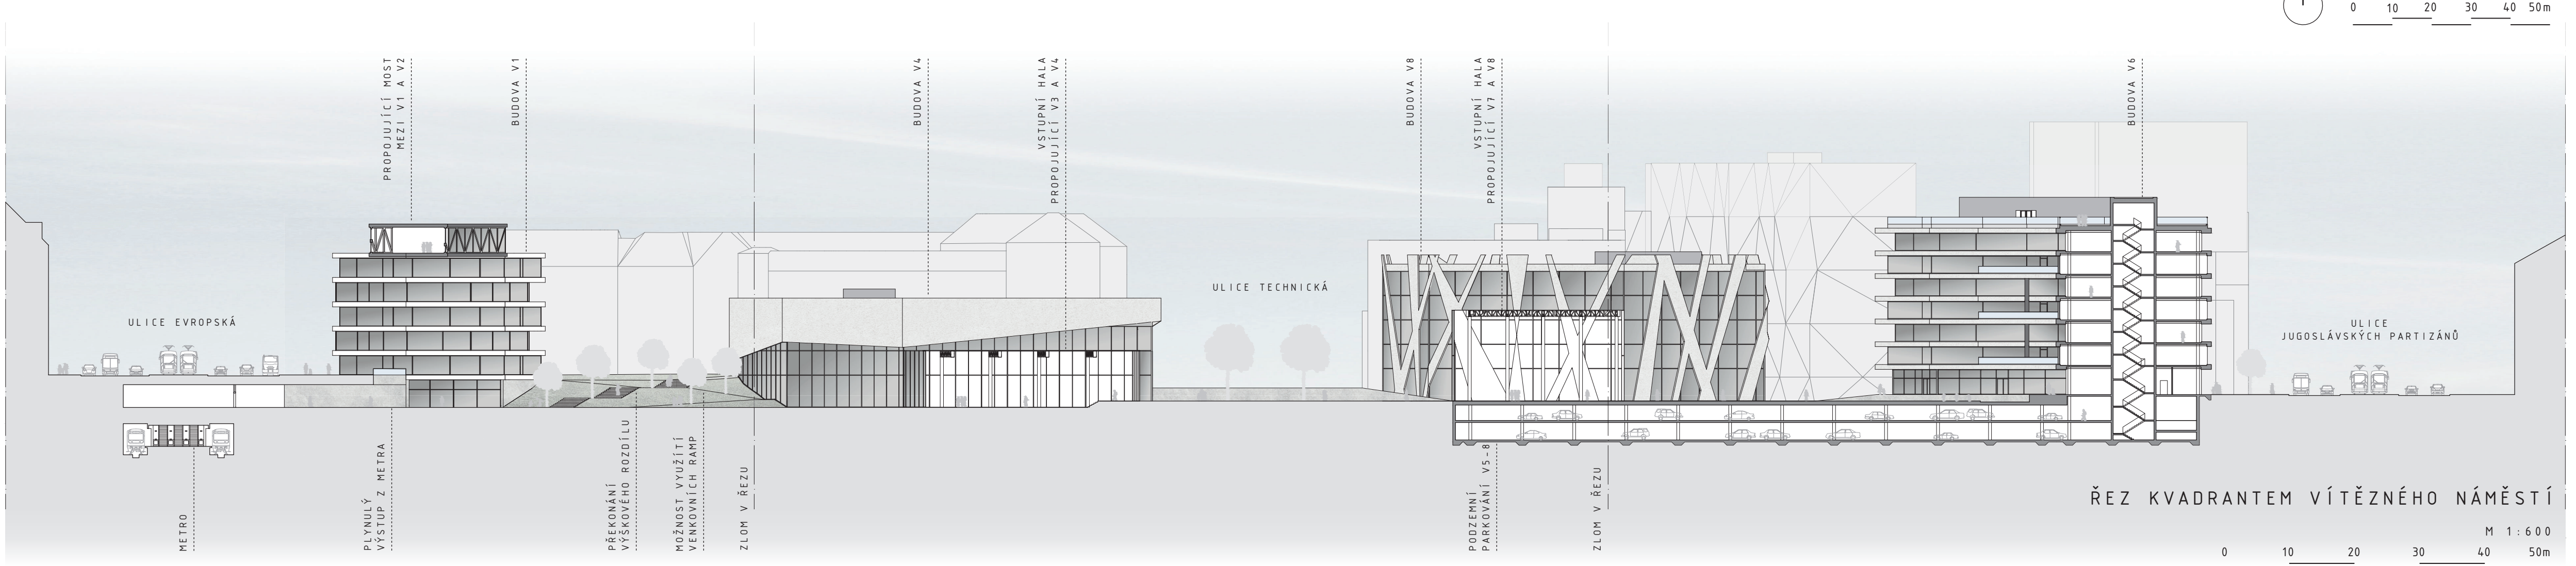 0 10 20 30 40 50m
PROPOJUJÍCÍ MOST
MEZI V1 A V2
BUDOVA V1
BUDOVA V4
VSTUPNÍ HALA
PROPOJUJÍCÍ V3 A V4
BUDOVA V8
VSTUPNÍ HALA
PROPOJUJÍCÍ V7 A V8
BUDOVA V6
ULICE EVROPSKÁ
ULICE TECHNICKÁ
ULICE
JUGOSLÁVSKÝCH PARTIZÁNŮ
METRO
PLYNULÝ
VÝSTUP Z METRA
PŘEKONÁNÍ
VÝŠKOVÉHO ROZDÍLU
MOŽNOST VYUŽÍTÍ
VENKOVNÍCH RAMP
ZLOM V ŘEZU
PODZEMNÍ
PARKOVÁNÍ V5-8
ZLOM V ŘEZU
ŘEZ KVADRANTEM VÍTĚZNÉHO NÁMĚSTÍ
M 1:600
0 10 20 30 40 50m